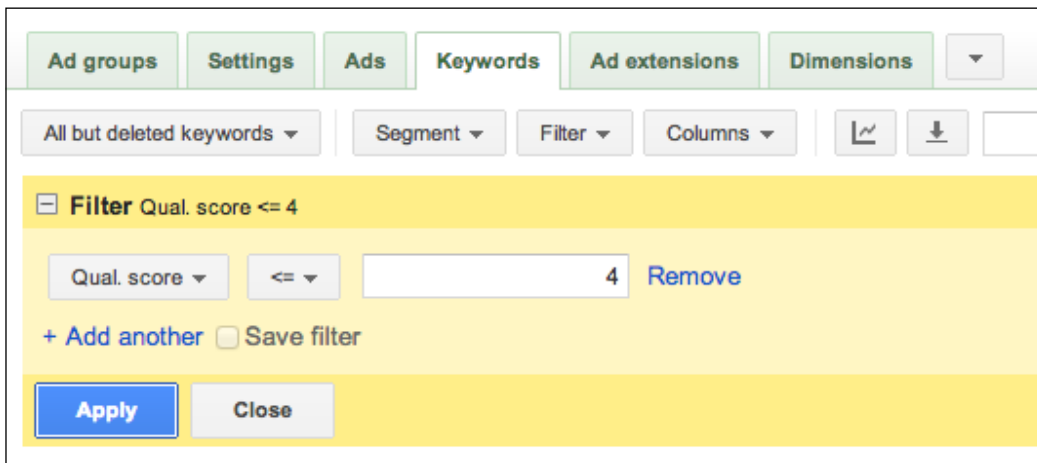 Ad groups Settings Ads Keywords Ad extensions Dimensions
All but deleted keywords Segment Filter Columns
Filter Qual. score <= 4
Qual. score <= 4 Remove
+ Add another Save filter
Apply Close